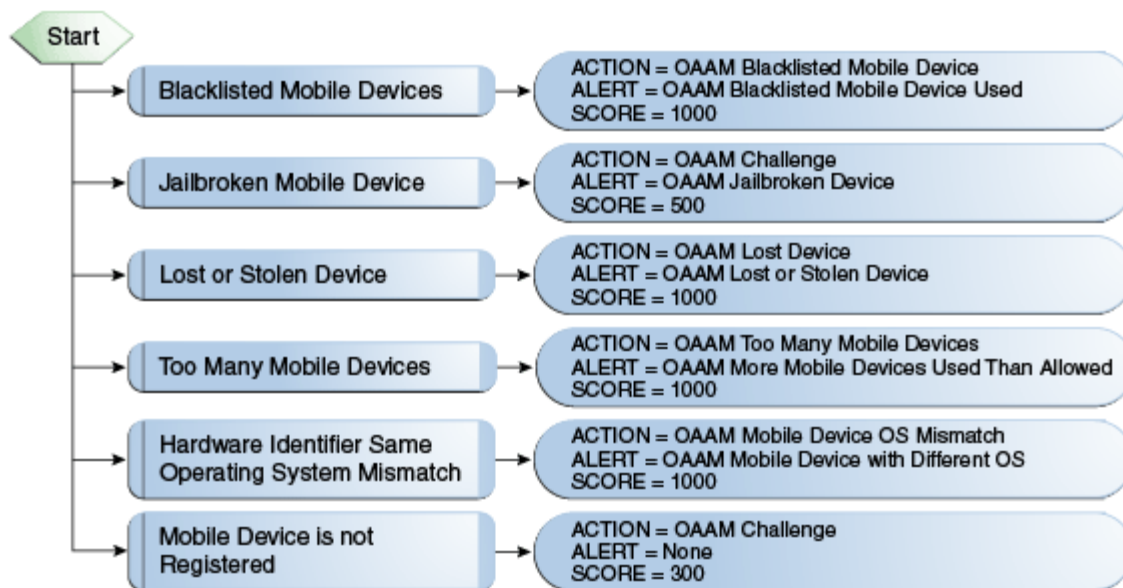 Start
Blacklisted Mobile Devices
ACTION = OAAM Blacklisted Mobile Device
ALERT = OAAM Blacklisted Mobile Device Used
SCORE = 1000
Jailbroken Mobile Device
ACTION = OAAM Challenge
ALERT = OAAM Jailbroken Device
SCORE = 500
Lost or Stolen Device
ACTION = OAAM Lost Device
ALERT = OAAM Lost or Stolen Device
SCORE = 1000
Too Many Mobile Devices
ACTION = OAAM Too Many Mobile Devices
ALERT = OAAM More Mobile Devices Used Than Allowed
SCORE = 1000
Hardware Identifier Same
Operating System Mismatch
ACTION = OAAM Mobile Device OS Mismatch
ALERT = OAAM Mobile Device with Different OS
SCORE = 1000
Mobile Device is not
Registered
ACTION = OAAM Challenge
ALERT = None
SCORE = 300